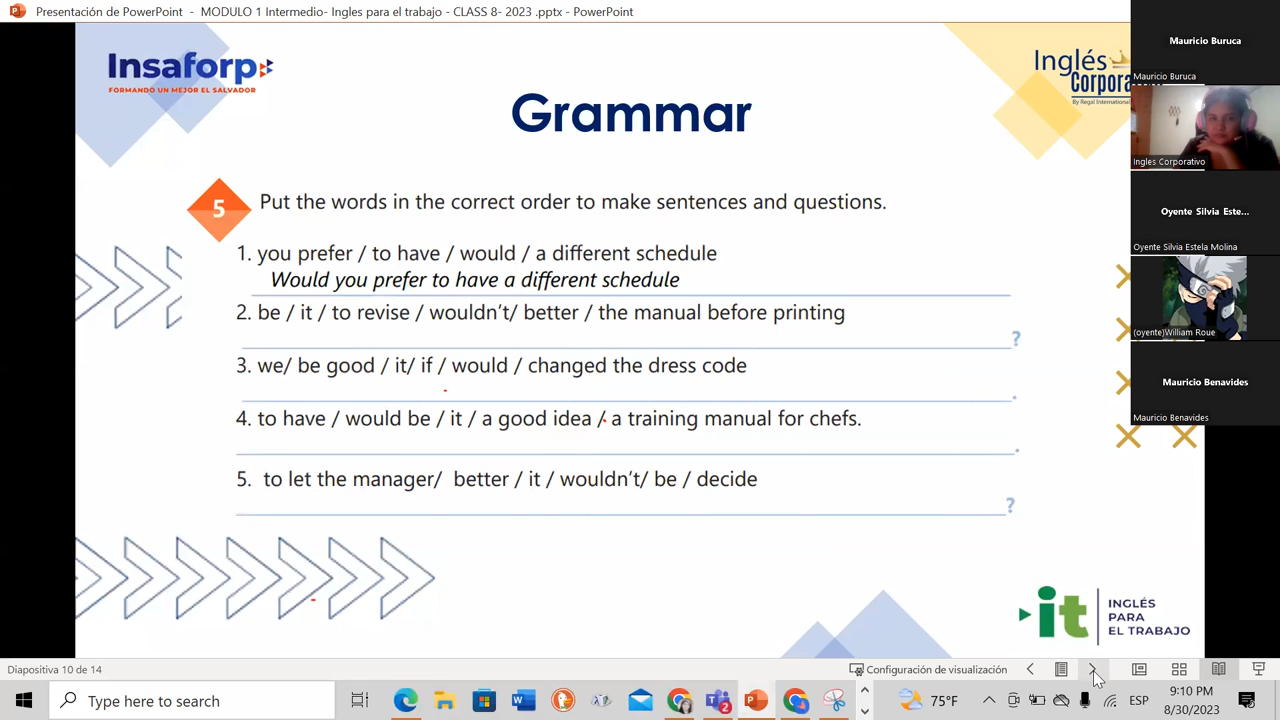 Presentación de PowerPoint - MODULO 1 Intermedio- Ingles para el trabajo - CLASS 8- 2023 .pptx - PowerPoint
Insaforp
FORMANDO UN MEJOR EL SALVADOR
Inglés
Corporativo
By Regal International
Grammar
5
Put the words in the correct order to make sentences and questions.
1. you prefer / to have / would / a different schedule
Would you prefer to have a different schedule
2. be / it / to revise / wouldn't/ better / the manual before printing
?
3. we/ be good / it/ if / would / changed the dress code
.
4. to have / would be / it / a good idea / a training manual for chefs.
.
5. to let the manager/ better / it / wouldn't/ be / decide
?
it
INGLÉS
PARA
EL TRABAJO
Mauricio Buruca
Mauricio Buruca
Ingles Corporativo
Oyente Silvia Este...
Oyente Silvia Estela Molina
(oyente)William Roue
Mauricio Benavides
Mauricio Benavides
Diapositiva 10 de 14
Configuración de visualización
Type here to search
2
75°F
ESP
9:10 PM
8/30/2023